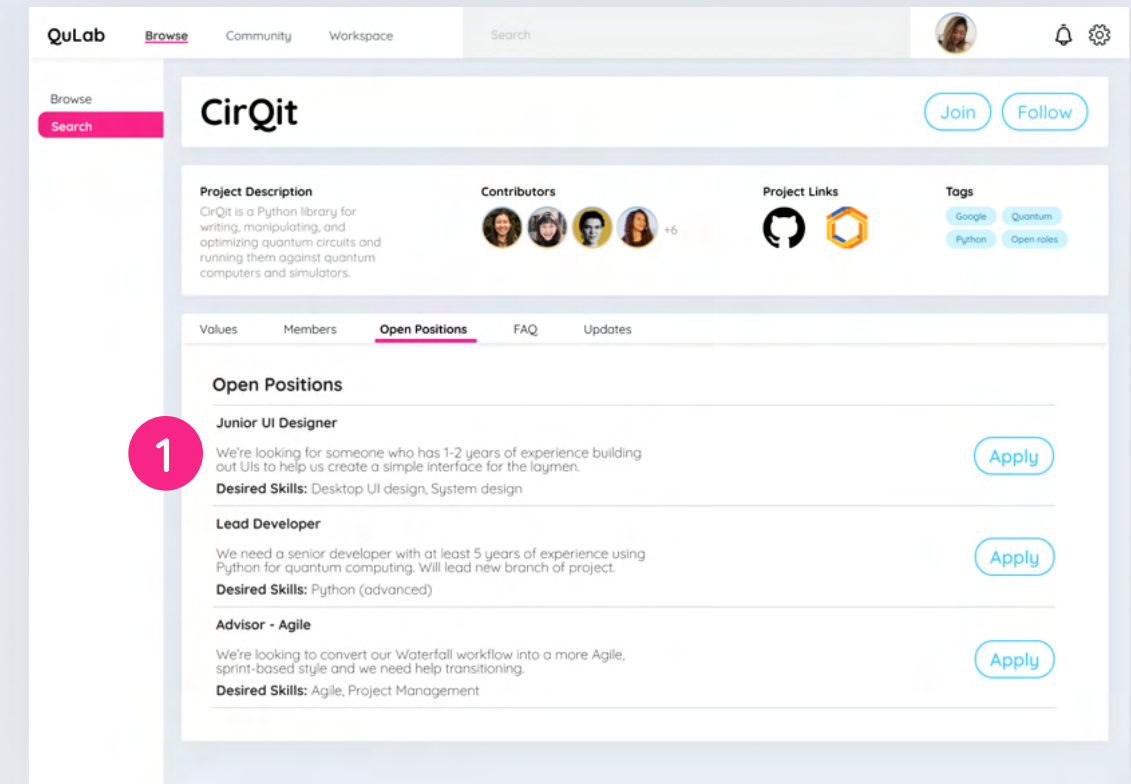 QuLab Browse Community Workspace Search
Browse
Search
CirQit
Join Follow
Project Description
CirQit is a Python library for
writing, manipulating, and
optimizing quantum circuits and
running them against quantum
computers and simulators.
Contributors
+6
Project Links
Tags
Google Quantum
Python Open roles
Values Members Open Positions FAQ Updates
Open Positions
1
Junior UI Designer
We're looking for someone who has 1-2 years of experience building
out UIs to help us create a simple interface for the laymen.
Desired Skills: Desktop UI design, System design
Apply
Lead Developer
We need a senior developer with at least 5 years of experience using
Python for quantum computing. Will lead new branch of project.
Desired Skills: Python (advanced)
Apply
Advisor - Agile
We're looking to convert our Waterfall workflow into a more Agile,
sprint-based style and we need help transitioning.
Desired Skills: Agile, Project Management
Apply